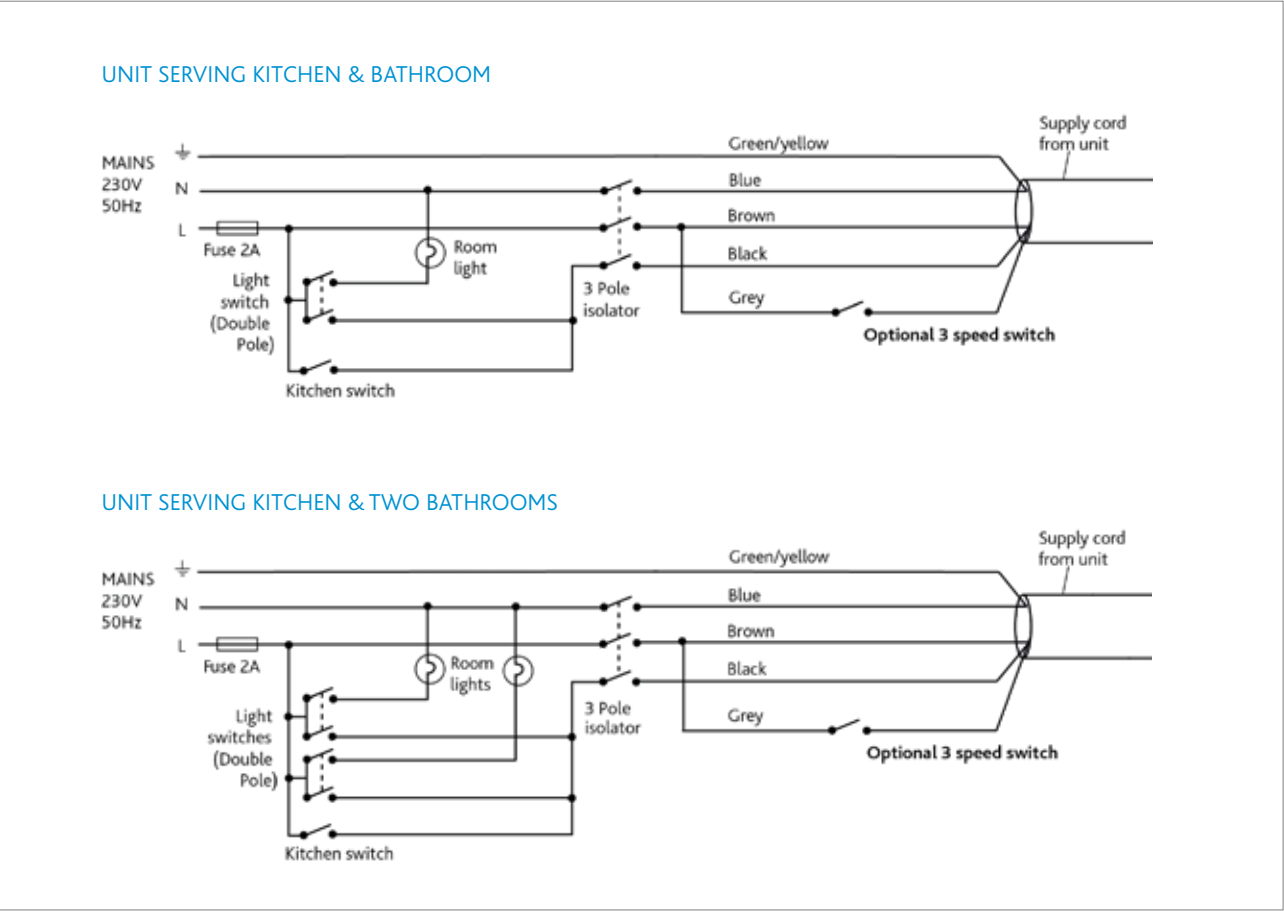 UNIT SERVING KITCHEN & BATHROOM
Supply cord
from unit
Green/yellow
MAINS
230V
50Hz
N
Blue
L
Fuse 2A
Brown
Room
light
Black
Light
switch
(Double
Pole)
3 Pole
isolator
Grey
Optional 3 speed switch
Kitchen switch
UNIT SERVING KITCHEN & TWO BATHROOMS
Supply cord
from unit
Green/yellow
MAINS
230V
50Hz
N
Blue
L
Fuse 2A
Brown
Room
lights
Black
Light
switches
(Double
Pole)
3 Pole
isolator
Grey
Optional 3 speed switch
Kitchen switch